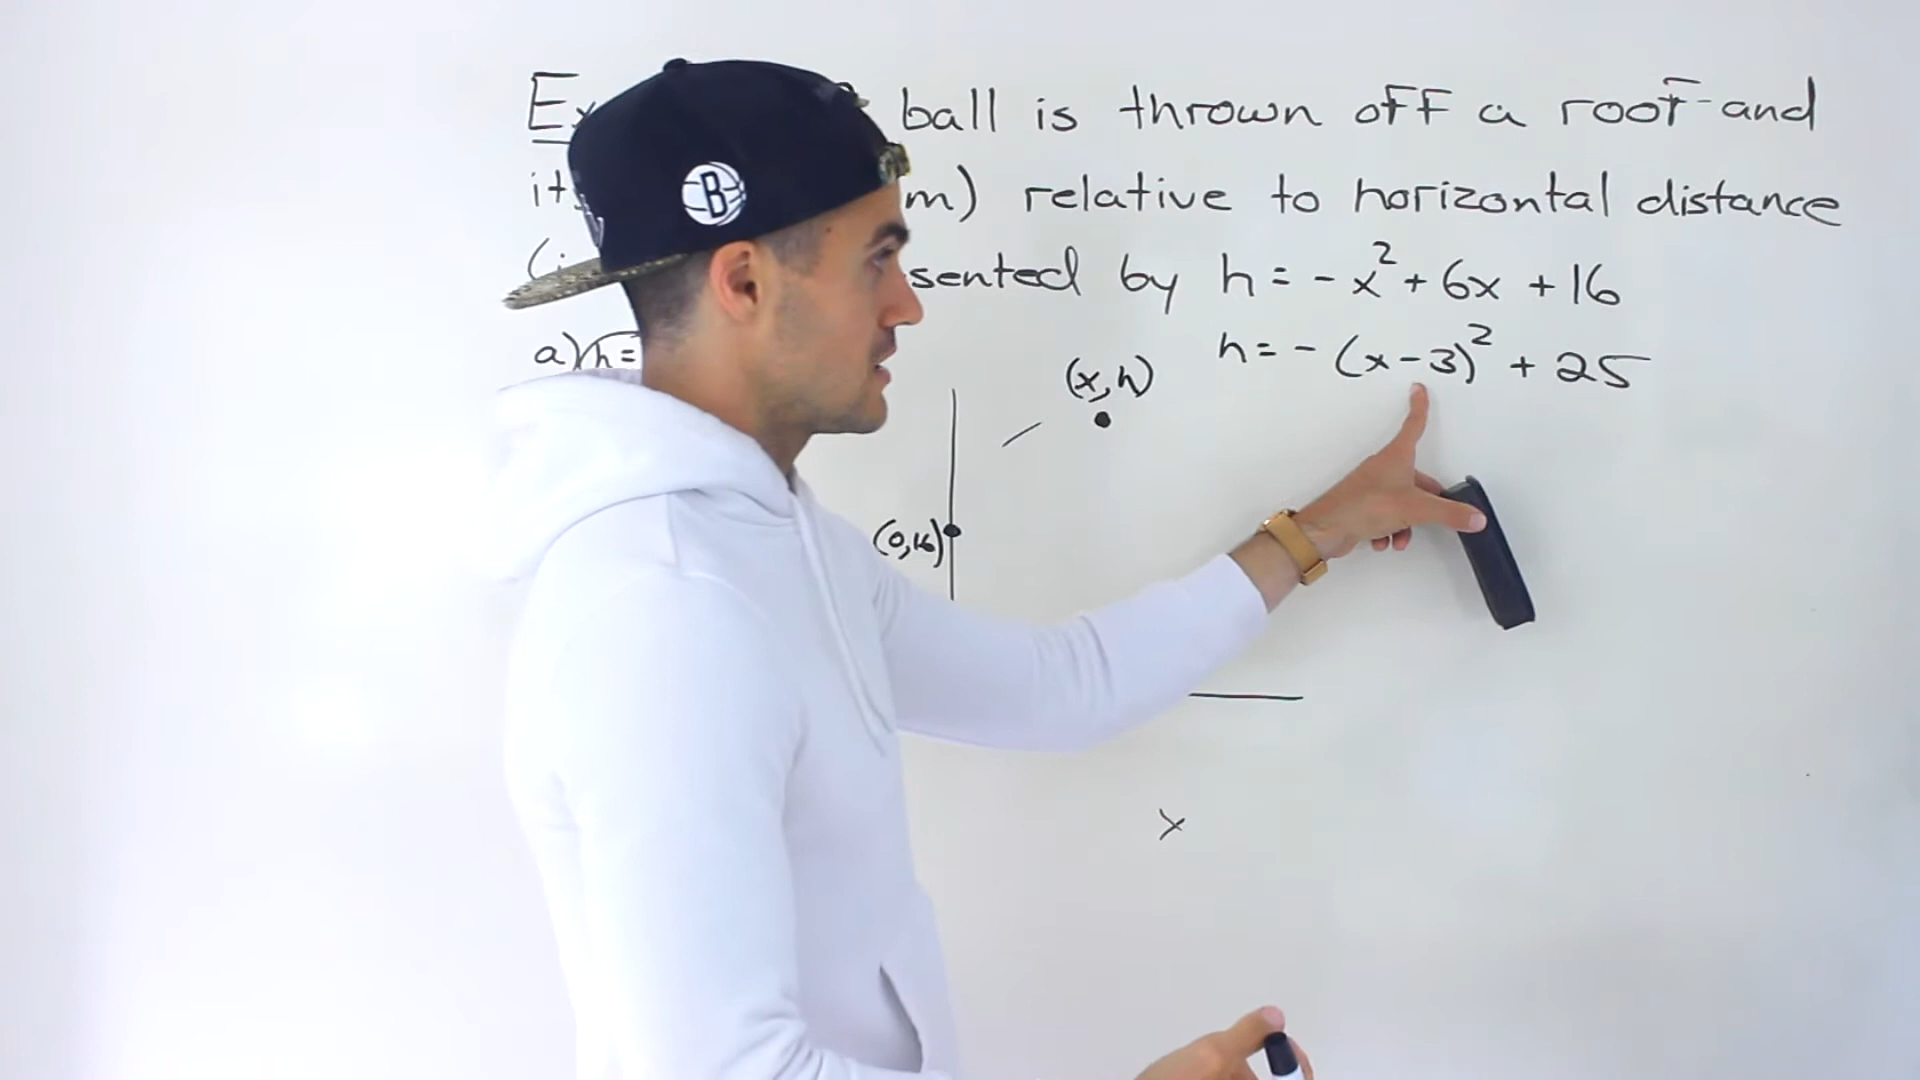 ball is thrown off a roof and
m) relative to horizontal distance
sented by h = -x² + 6x + 16
a) h =
h = -(x-3)² + 25
(x, h)
(0,16)
x
B